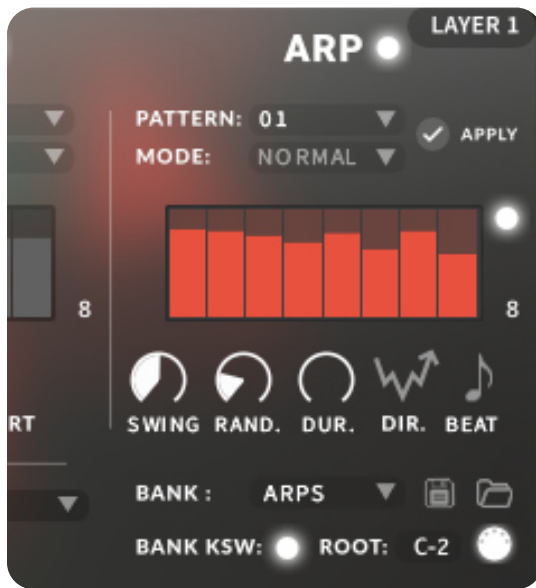 LAYER 1
ARP
PATTERN: 01
APPLY
MODE: NORMAL
8
8
RT
SWING RAND. DUR. DIR. BEAT
BANK : ARPS
BANK KSW: ROOT: C-2